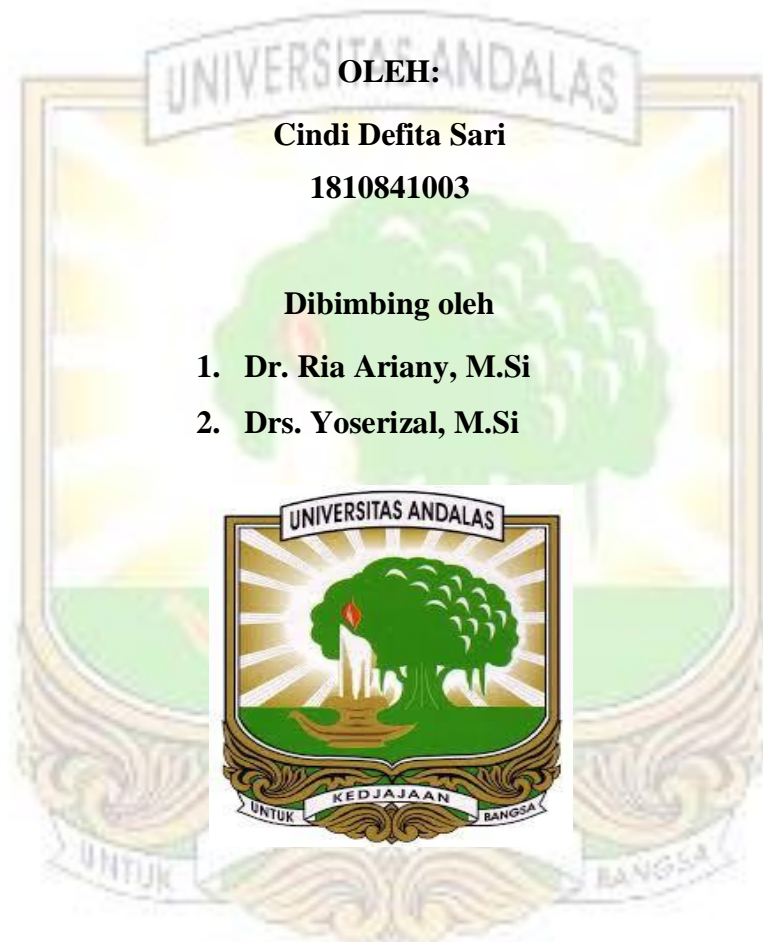 UNIVERSITAS ANDALAS
OLEH:
Cindi Defita Sari
1810841003
Dibimbing oleh
1. Dr. Ria Ariany, M.Si
2. Drs. Yoserizal, M.Si
UNIVERSITAS ANDALAS
UNTUK KEDJAJAAN BANGSA
UNTUK BANGSA